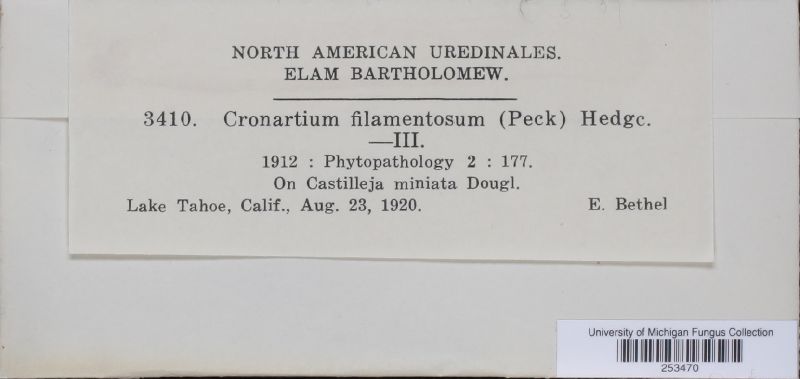 NORTH AMERICAN UREDINALES.
ELAM BARTHOLOMEW.
3410. Cronartium filamentosum (Peck) Hedgc.
—III.
1912 : Phytopathology 2 : 177.
On Castilleja miniata Dougl.
Lake Tahoe, Calif., Aug. 23, 1920. E. Bethel
University of Michigan Fungus Collection
253470